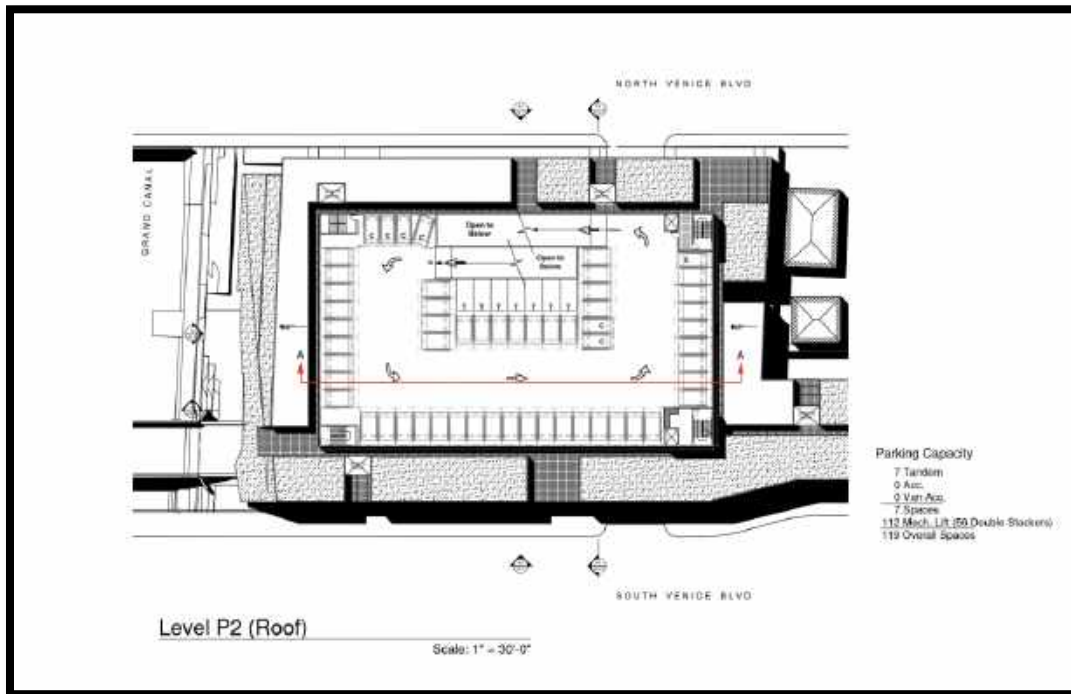 NORTH VENICE BLVD
GRAND CANAL
C C C C
Open to
Below
Open to
Below
T T T T T T T
C
C
A
A
Parking Capacity
7 Tandem
0 Acc.
0 Van Acc.
7 Spaces
112 Mech. Lift (56 Double Stackers)
119 Overall Spaces
SOUTH VENICE BLVD
Level P2 (Roof)
Scale: 1" = 30'-0"